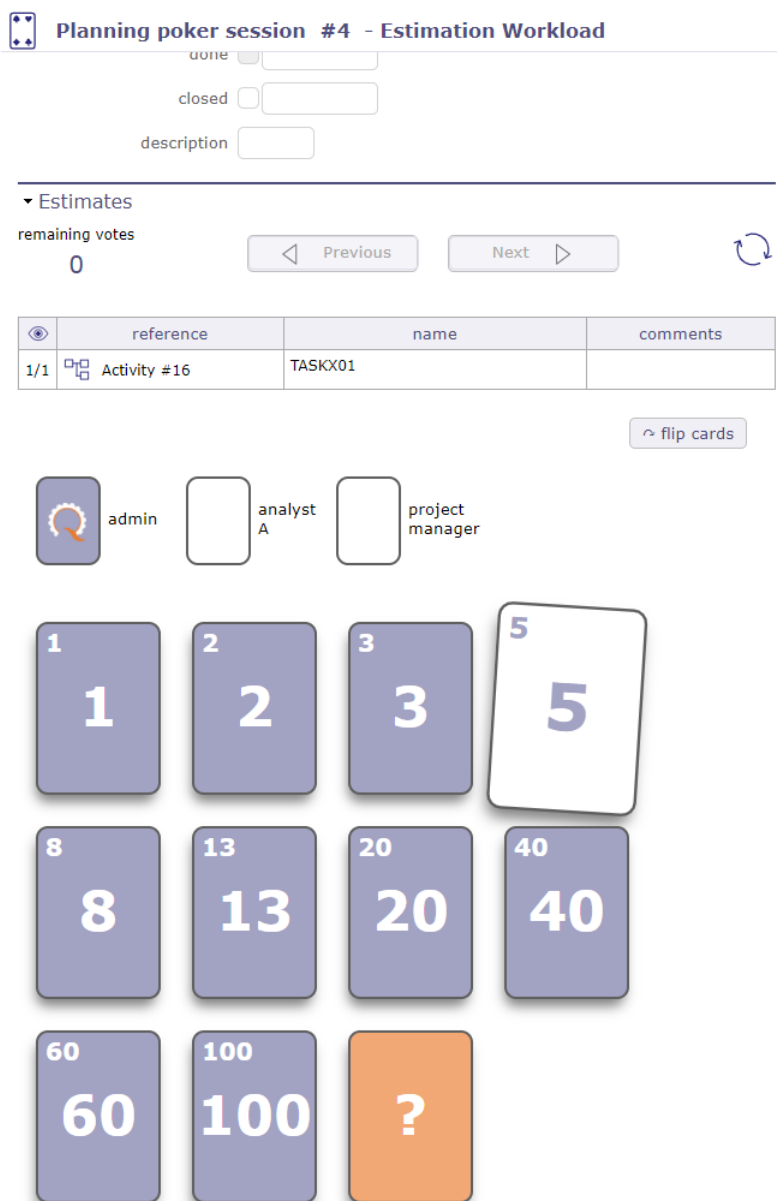 Planning poker session #4 - Estimation Workload
done
closed
description
Estimates
remaining votes
0
Previous
Next
reference name comments
1/1 Activity #16 TASKX01
flip cards
admin
analyst
A
project
manager
1 2 3 5
1 2 3 5
8 13 20 40
8 13 20 40
60 100
60 100 ?